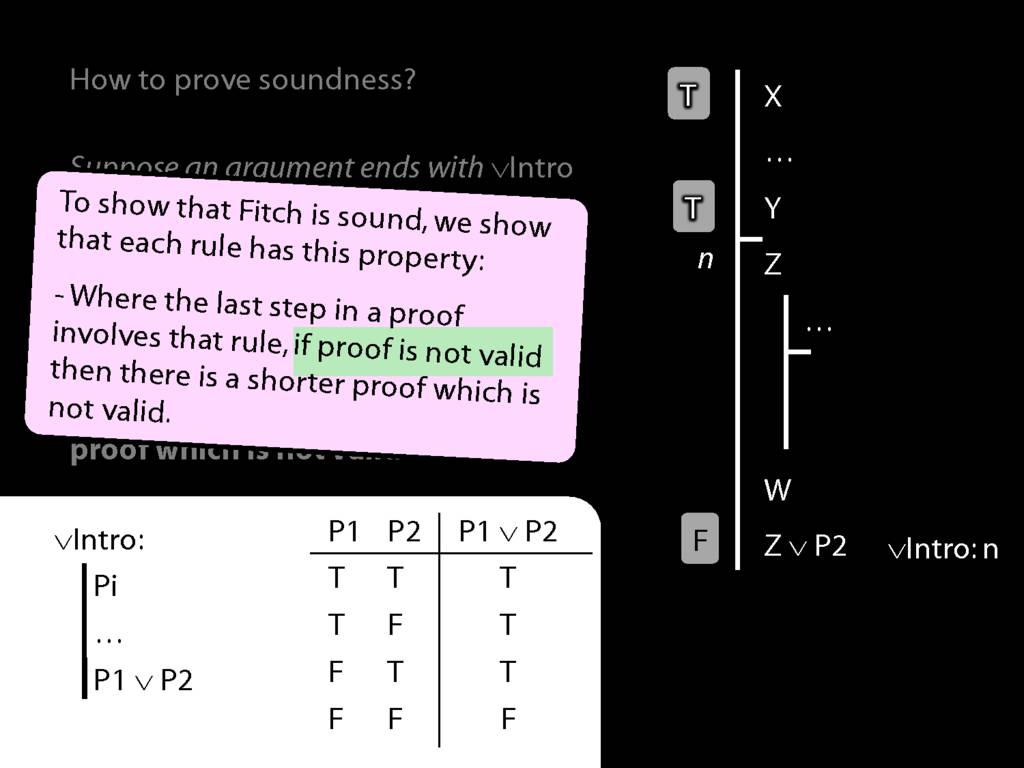 How to prove soundness?
Suppose an argument ends with ∨Intro
To show that Fitch is sound, we show
that each rule has this property:
- Where the last step in a proof
involves that rule, if proof is not valid
then there is a shorter proof which is
not valid.
proof which is not valid
T X
…
T Y
n Z
…
W
F Z ∨ P2 ∨Intro: n
∨Intro:
Pi
…
P1 ∨ P2
P1 P2 P1 ∨ P2
T T T
T F T
F T T
F F F